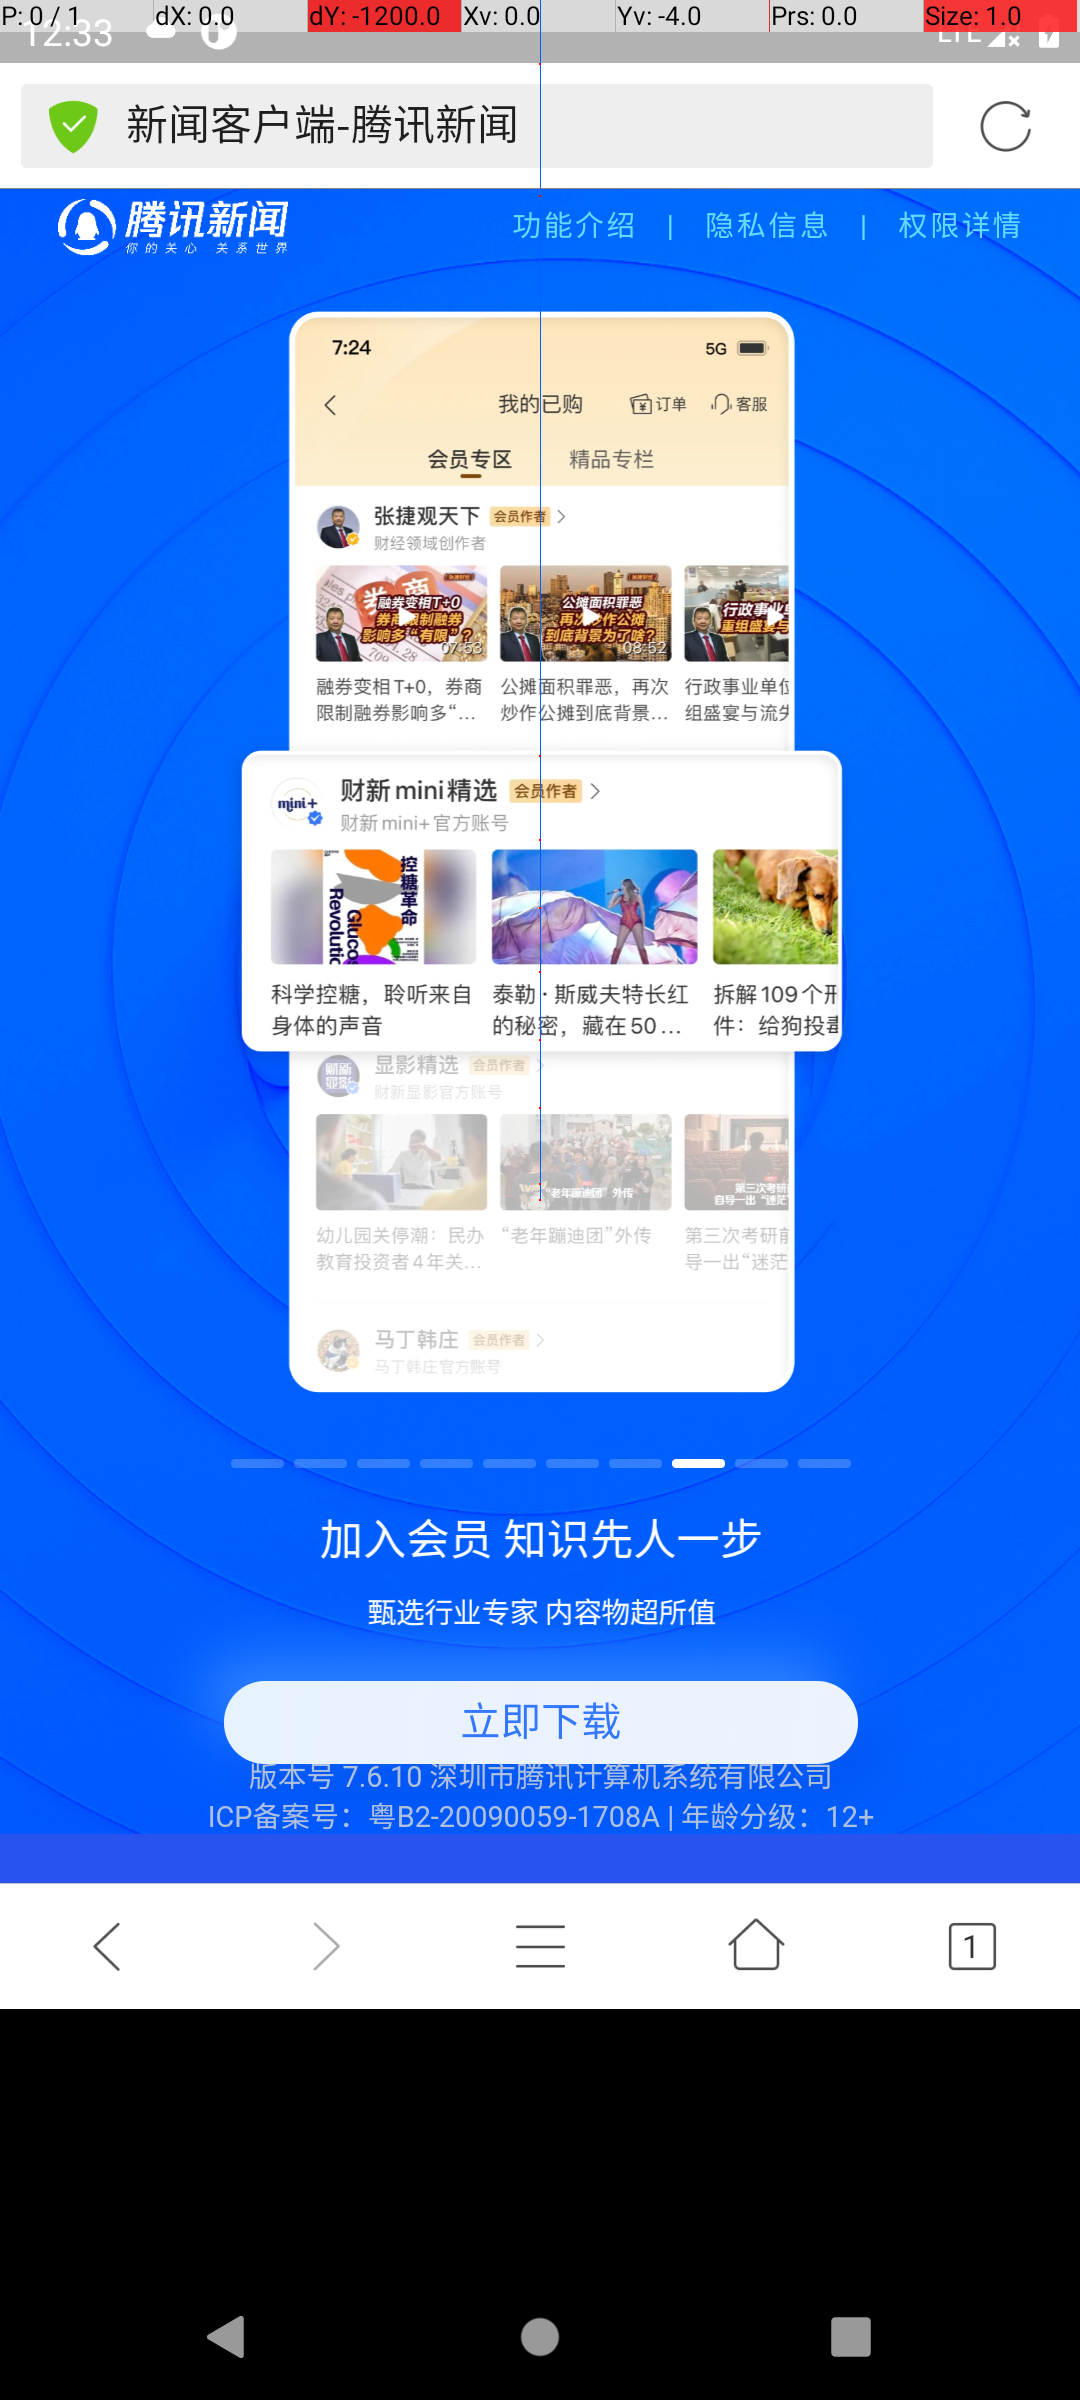 P: 0 / 1 dX: 0.0 dY: -1200.0 Xv: 0.0 Yv: -4.0 Prs: 0.0 Size: 1.0
12:33 LTE
新闻客户端-腾讯新闻
腾讯新闻 功能介绍 | 隐私信息 | 权限详情
你的关心 关系世界
7:24 5G
我的已购 订单 客服
会员专区 精品专栏
张捷观天下 会员作者
财经领域创作者
融券变相T+0
券商限制融券
影响多“有限”?
07:53
公摊面积罪恶
再次炒作公摊
到底背景为了啥?
08:52
行政事业单
重组盛宴与
融券变相T+0，券商 公摊面积罪恶，再次 行政事业单位
限制融券影响多“... 炒作公摊到底背景... 组盛宴与流失
财新mini精选 会员作者
mini+
财新mini+官方账号
控糖革命
Glucos
Revolutio
科学控糖，聆听来自 泰勒·斯威夫特长红 拆解109个刑
身体的声音 的秘密，藏在50... 件：给狗投毒
显影精选 会员作者
财新
显影
财新显影官方账号
“老年蹦迪团”外传
第三次考研
自导一出“迷茫
幼儿园关停潮：民办 “老年蹦迪团”外传 第三次考研前
教育投资者4年关... 导一出“迷茫
马丁韩庄 会员作者
马丁韩庄官方账号
加入会员 知识先人一步
甄选行业专家 内容物超所值
立即下载
版本号 7.6.10 深圳市腾讯计算机系统有限公司
ICP备案号：粤B2-20090059-1708A | 年龄分级：12+
1